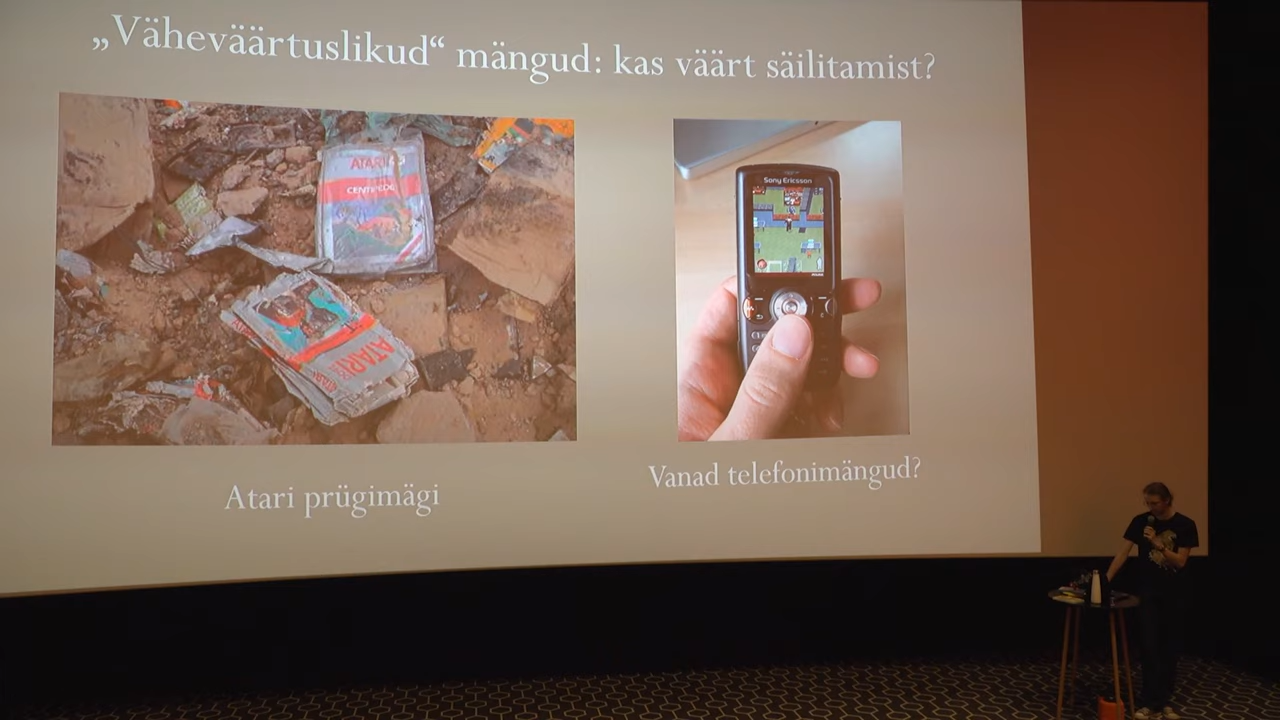 „Väheväärtuslikud“ mängud: kas väärt säilitamist?
ATARI
CENTIPEDE
ATARI
Sony Ericsson
Atari prügimägi
Vanad telefonimängud?